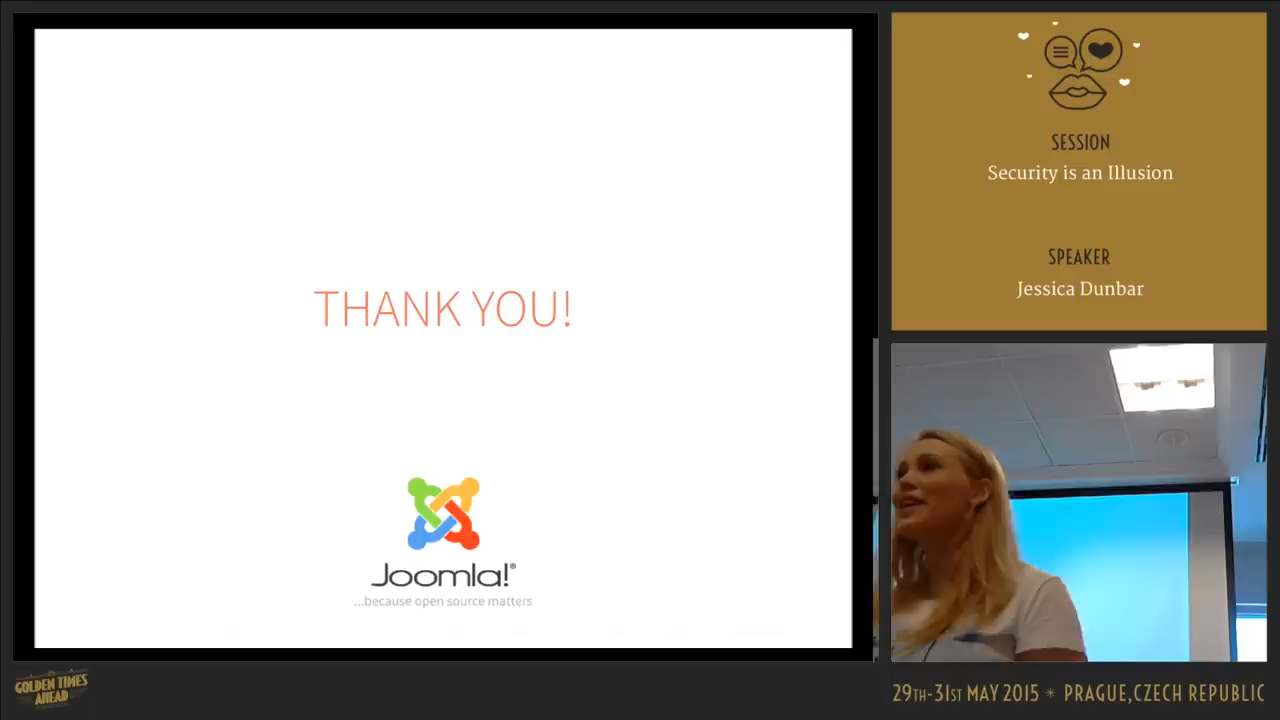 THANK YOU!
Joomla!®
...because open source matters
SESSION
Security is an Illusion
SPEAKER
Jessica Dunbar
GOLDEN TIMES
AHEAD
29TH-31ST MAY 2015 * PRAGUE,CZECH REPUBLIC